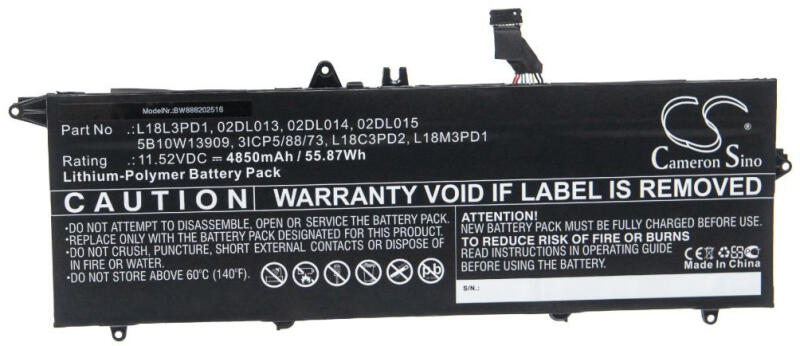 ModelNr.:BW888202516
Part No :L18L3PD1, 02DL013, 02DL014, 02DL015
5B10W13909, 3ICP5/88/73, L18C3PD2, L18M3PD1
Rating :11.52VDC 4850mAh / 55.87Wh
Lithium-Polymer Battery Pack
CS
Cameron Sino
CAUTION WARRANTY VOID IF LABEL IS REMOVED
•DO NOT ATTEMPT TO DISASSEMBLE, OPEN OR SERVICE THE BATTERY PACK.
•REPLACE ONLY WITH THE BATTERY PACK DESIGNATED FOR YOUR PRODUCT.
•DO NOT CRUSH, PUNCTURE, SHORT EXTERNAL CONTACTS OR DISPOSE OF
IN FIRE OR WATER.
•DO NOT STORE ABOVE 60°C (140°F).
Pb
ATTENTION!
NEW BATTERY PACK MUST BE FULLY CHARGED BEFORE USE.
TO REDUCE RISK OF FIRE OR BURNS
READ INSTRUCTIONS IN OPERATING GUIDE
BEFORE USING THE BATTERY.
CE
Made In China
S/N.: